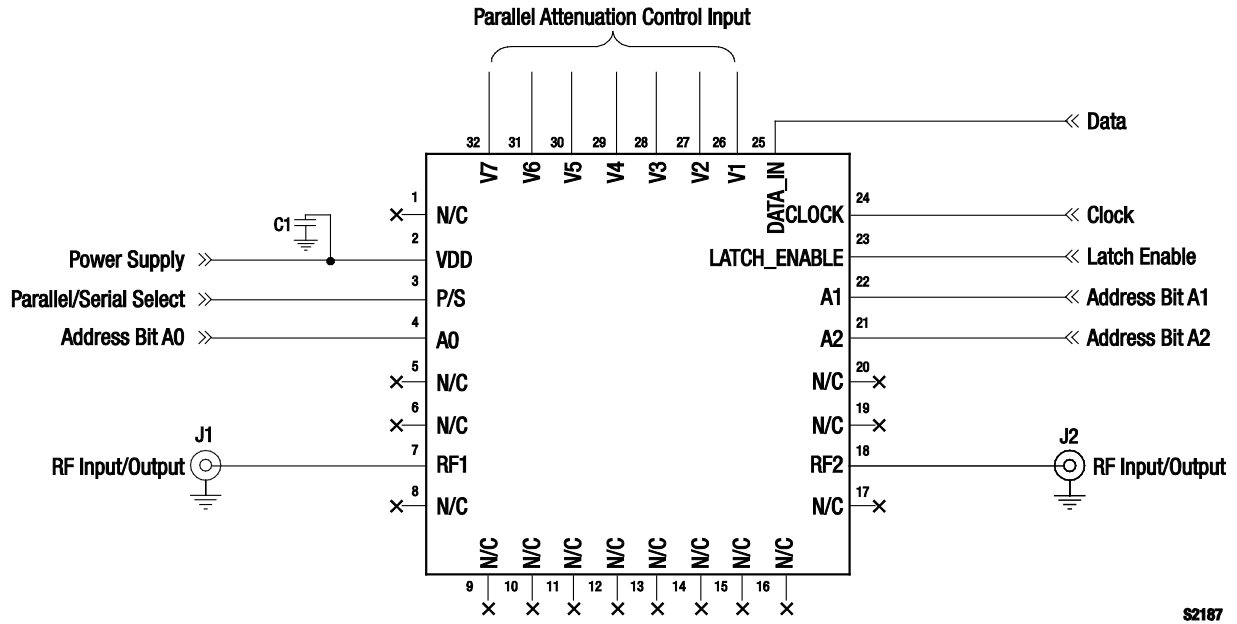 Parallel Attenuation Control Input
32 31 30 29 28 27 26 25
V7 V6 V5 V4 V3 V2 V1 DATA_IN
Data
1 N/C
CLOCK 24 Clock
C1
Power Supply 2 VDD
LATCH_ENABLE 23 Latch Enable
Parallel/Serial Select 3 P/S
A1 22 Address Bit A1
Address Bit A0 4 A0
A2 21 Address Bit A2
5 N/C
N/C 20
6 N/C
N/C 19
J1
RF Input/Output 7 RF1
J2
RF2 18 RF Input/Output
8 N/C
N/C 17
N/C N/C N/C N/C N/C N/C N/C N/C
9 10 11 12 13 14 15 16
S2187